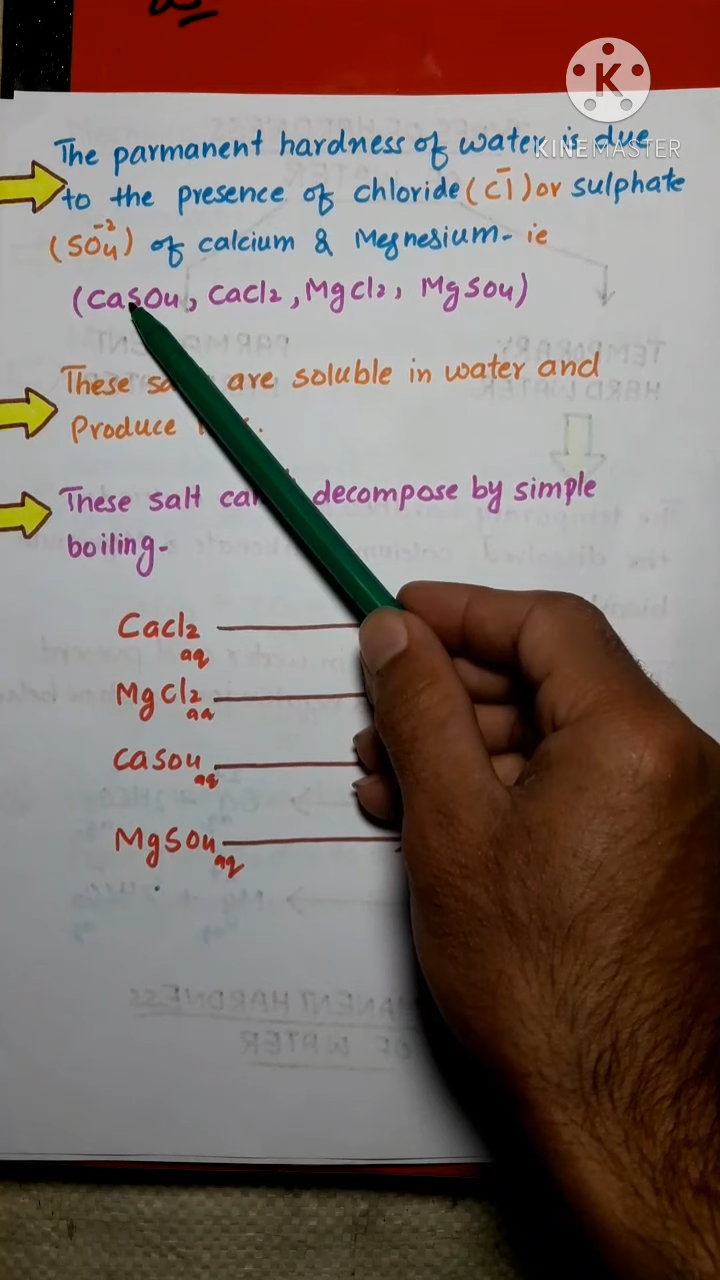 K
KINEMASTER
The parmanent hardness of water is due
to the presence of chloride (Cl⁻) or sulphate
(SO₄⁻²) of calcium & Megnesium - ie
(CaSO₄, CaCl₂, MgCl₂, MgSO₄)
These are soluble in water and
Produce
These salt decompose by simple
boiling -
CaCl₂ aq
MgCl₂ aq
CaSO₄ aq
MgSO₄ aq